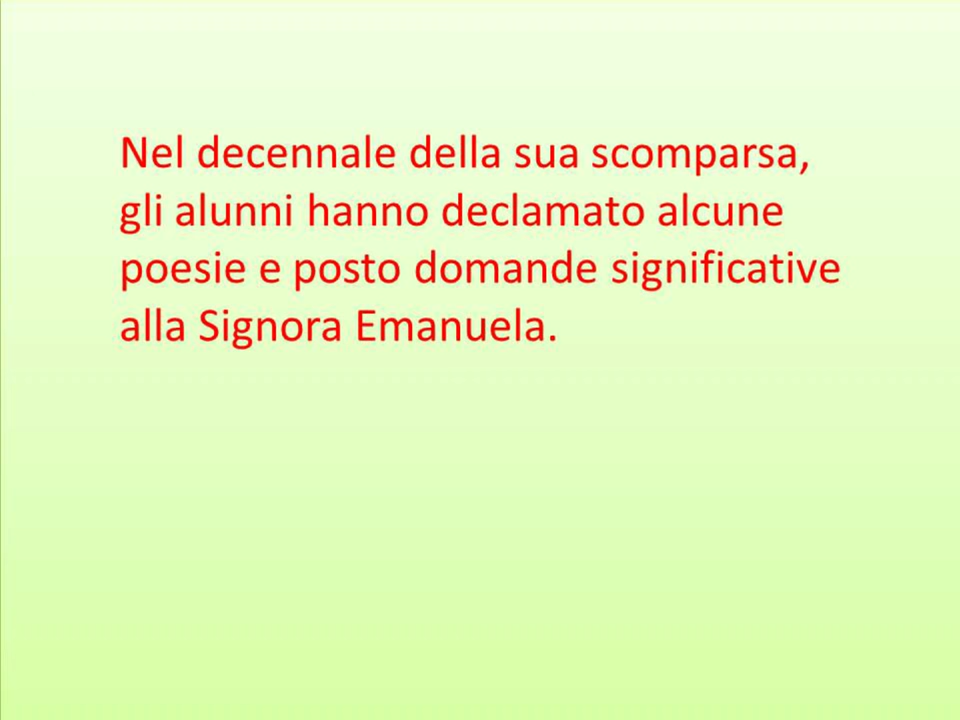 Nel decennale della sua scomparsa,
gli alunni hanno declamato alcune
poesie e posto domande significative
alla Signora Emanuela.